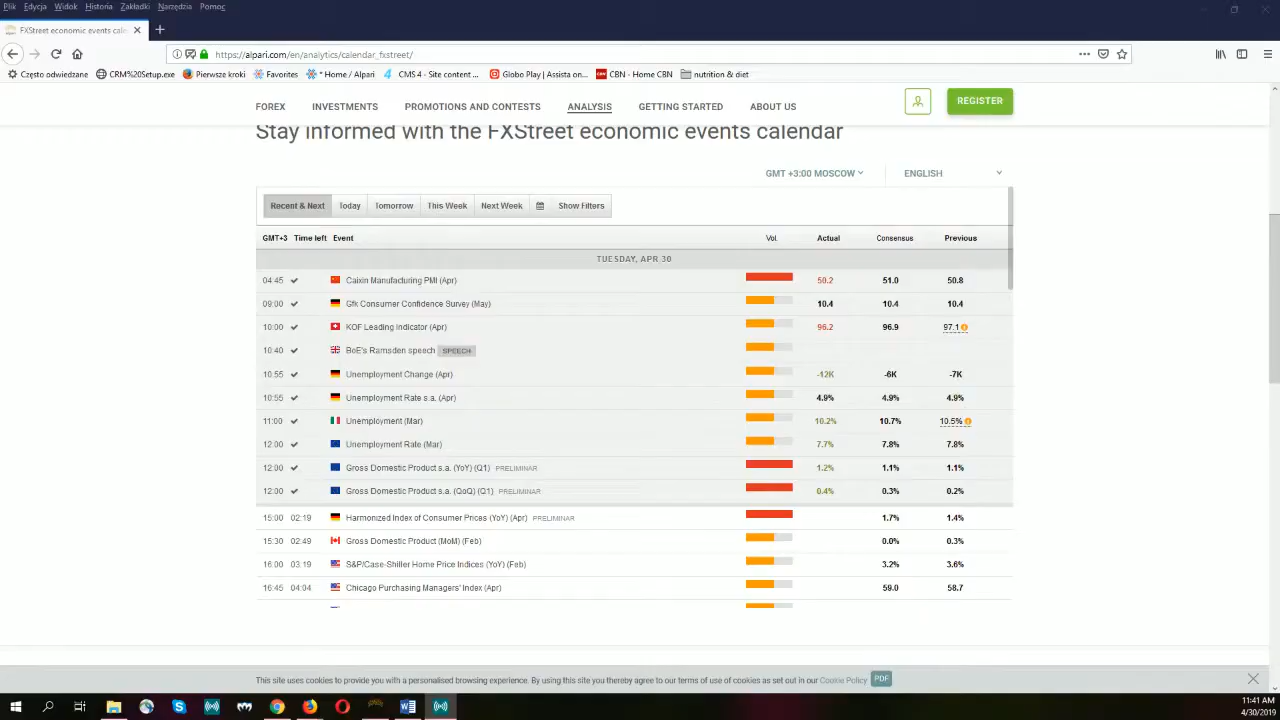 Plik Edycja Widok Historia Zakładki Narzędzia Pomoc
FXStreet economic events cale
https://alpari.com/en/analytics/calendar_fxstreet/
Często odwiedzane CRM%20Setup.exe Pierwsze kroki Favorites * Home / Alpari CMS 4 - Site content ... Globo Play | Assista on... CBN - Home CBN nutrition & diet
FOREX INVESTMENTS PROMOTIONS AND CONTESTS ANALYSIS GETTING STARTED ABOUT US REGISTER
Stay informed with the FXStreet economic events calendar
GMT +3:00 MOSCOW ENGLISH
Recent & Next Today Tomorrow This Week Next Week Show Filters
GMT+3 Time left Event Vol. Actual Consensus Previous
TUESDAY, APR 30
04:45 Caixin Manufacturing PMI (Apr) 50.2 51.0 50.8
09:00 Gfk Consumer Confidence Survey (May) 10.4 10.4 10.4
10:00 KOF Leading Indicator (Apr) 96.2 96.9 97.1
10:40 BoE's Ramsden speech SPEECH
10:55 Unemployment Change (Apr) -12K -6K -7K
10:55 Unemployment Rate s.a. (Apr) 4.9% 4.9% 4.9%
11:00 Unemployment (Mar) 10.2% 10.7% 10.5%
12:00 Unemployment Rate (Mar) 7.7% 7.8% 7.8%
12:00 Gross Domestic Product s.a. (YoY) (Q1) PRELIMINAR 1.2% 1.1% 1.1%
12:00 Gross Domestic Product s.a. (QoQ) (Q1) PRELIMINAR 0.4% 0.3% 0.2%
15:00 02:19 Harmonized Index of Consumer Prices (YoY) (Apr) PRELIMINAR 1.7% 1.4%
15:30 02:49 Gross Domestic Product (MoM) (Feb) 0.0% 0.3%
16:00 03:19 S&P/Case-Shiller Home Price Indices (YoY) (Feb) 3.2% 3.6%
16:45 04:04 Chicago Purchasing Managers' Index (Apr) 59.0 58.7
This site uses cookies to provide you with a personalised browsing experience. By using this site you thereby agree to our terms of use of cookies as set out in our Cookie Policy PDF
11:41 AM
4/30/2019